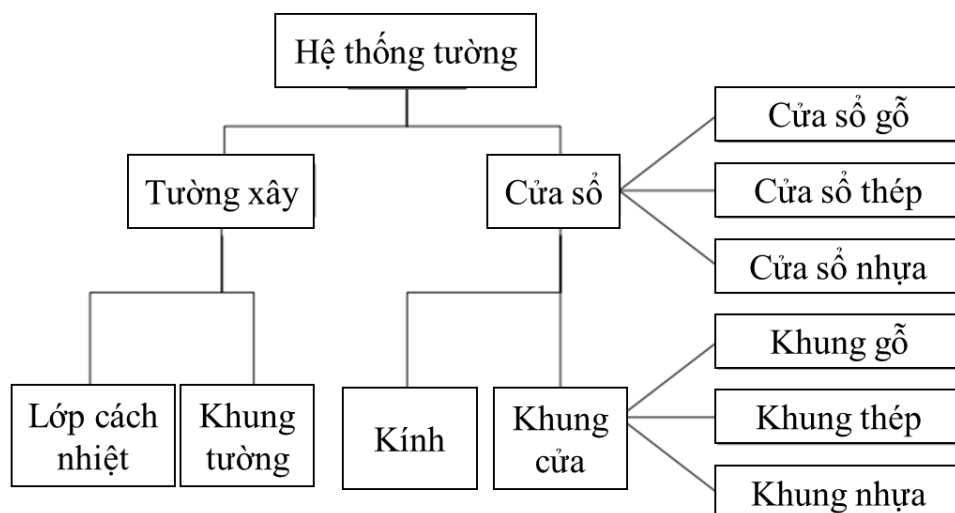 Hệ thống tường
Tường xây
Cửa sổ
Cửa sổ gỗ
Cửa sổ thép
Cửa sổ nhựa
Lớp cách
nhiệt
Khung
tường
Kính
Khung
cửa
Khung gỗ
Khung thép
Khung nhựa